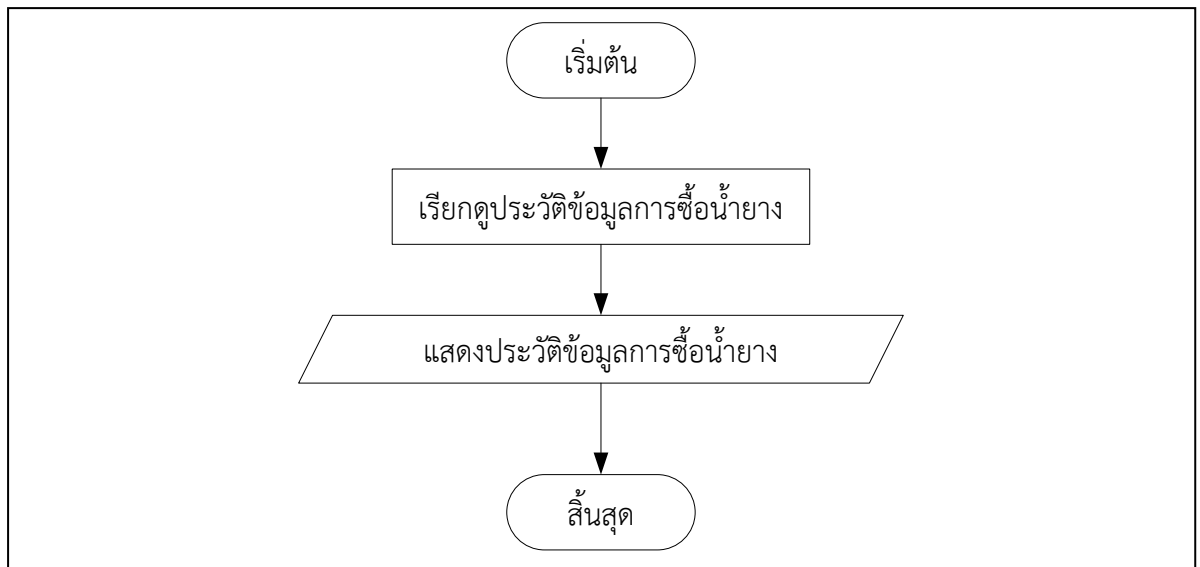 เริ่มต้น
เรียกดูประวัติข้อมูลการซื้อน้ำยาง
แสดงประวัติข้อมูลการซื้อน้ำยาง
สิ้นสุด